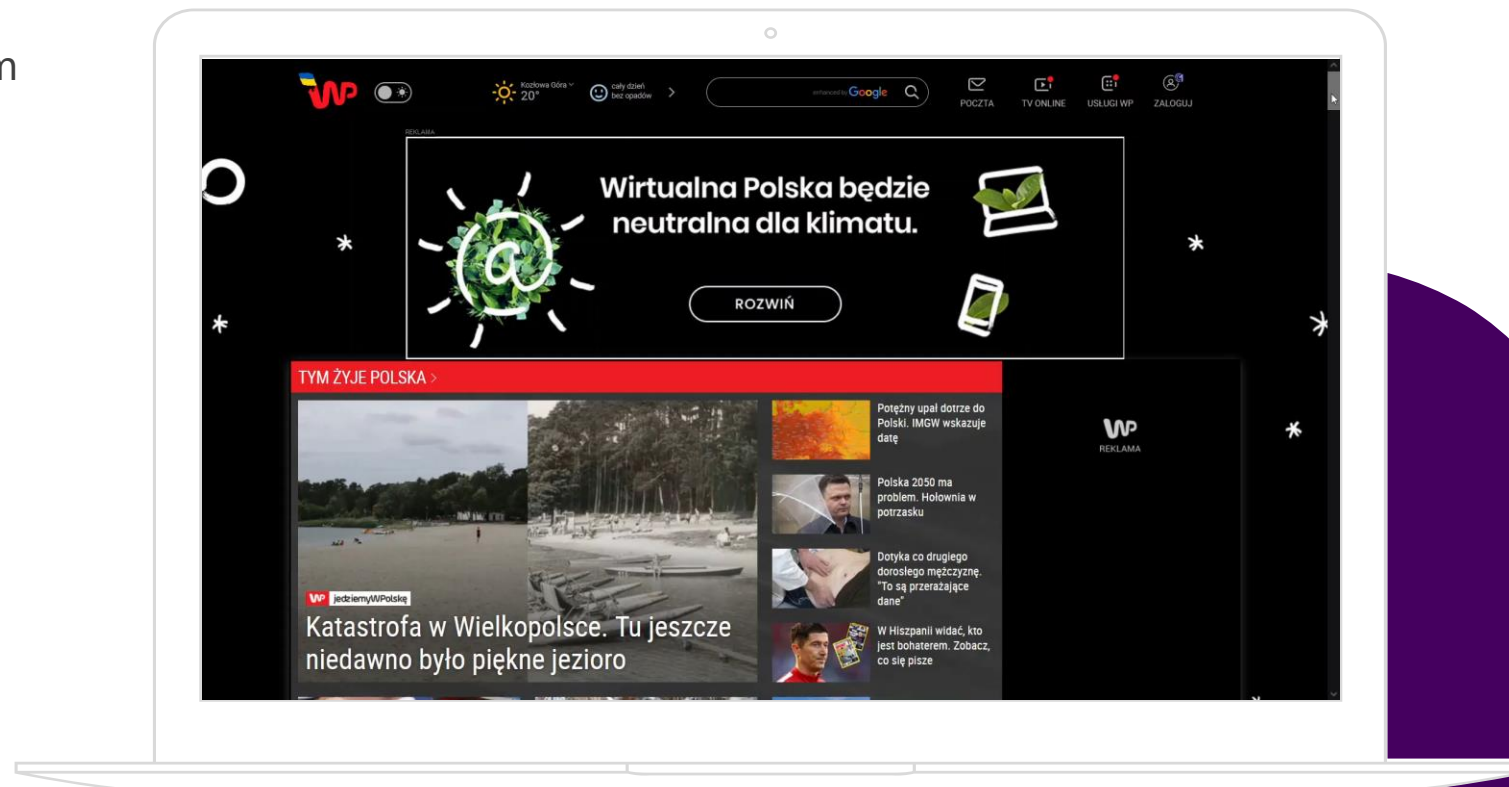 m
WP
Kozłowa Góra
20°
cały dzień
bez opadów
enhanced by Google
POCZTA
TV ONLINE
USŁUGI WP
ZALOGUJ
REKLAMA
Wirtualna Polska będzie
neutralna dla klimatu.
@
ROZWIŃ
TYM ŻYJE POLSKA >
WP jedziemyWPolskę
Katastrofa w Wielkopolsce. Tu jeszcze
niedawno było piękne jezioro
Potężny upał dotrze do
Polski. IMGW wskazuje
datę
Polska 2050 ma
problem. Hołownia w
potrzasku
Dotyka co drugiego
dorosłego mężczyznę.
"To są przerażające
dane"
W Hiszpanii widać, kto
jest bohaterem. Zobacz,
co się pisze
WP
REKLAMA